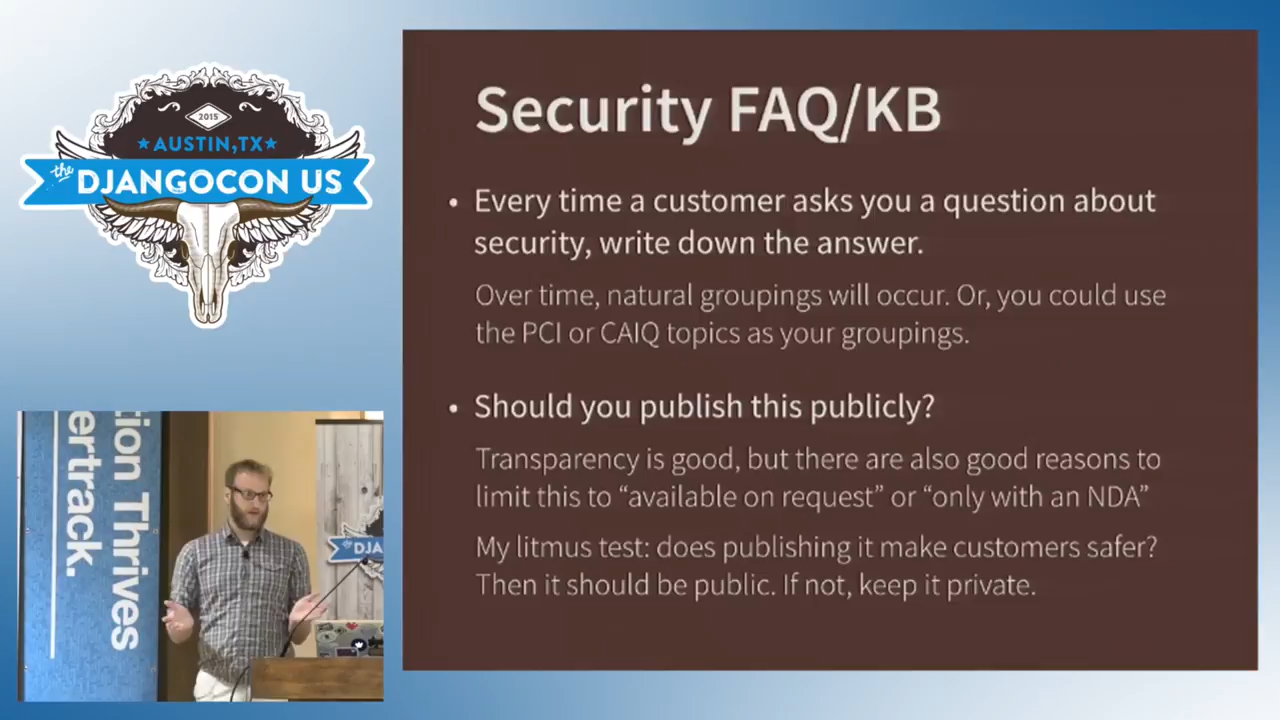 2015
AUSTIN,TX
the
DJANGOCON US
Security FAQ/KB
• Every time a customer asks you a question about
security, write down the answer.
Over time, natural groupings will occur. Or, you could use
the PCI or CAIQ topics as your groupings.
• Should you publish this publicly?
Transparency is good, but there are also good reasons to
limit this to “available on request” or “only with an NDA”
My litmus test: does publishing it make customers safer?
Then it should be public. If not, keep it private.
tion Thrives
ertrack.
DJA